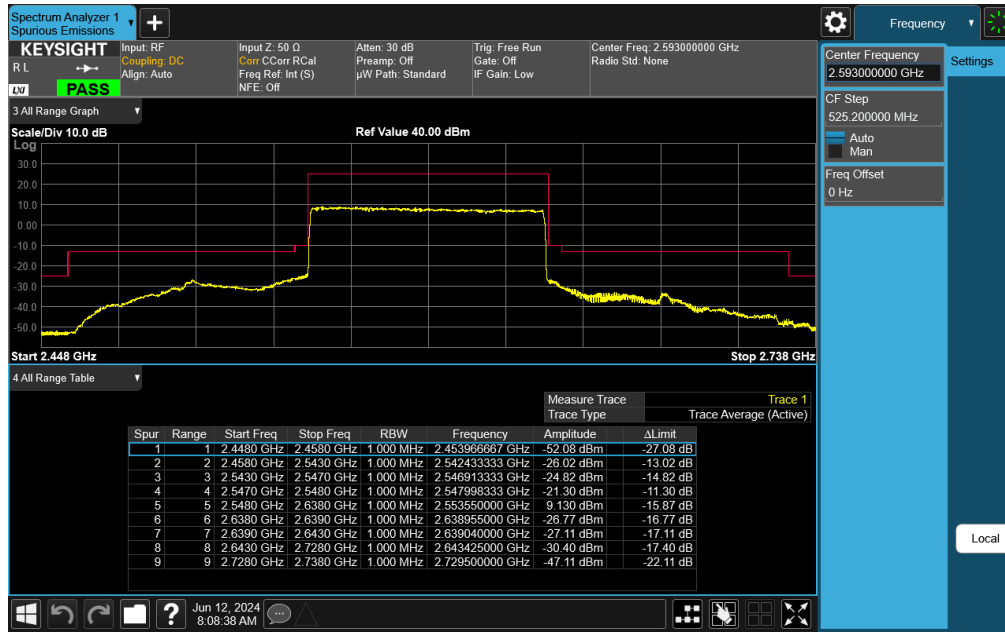 Spectrum Analyzer 1
Spurious Emissions
Frequency
KEYSIGHT
R L
LXI
PASS
Input: RF
Coupling: DC
Align: Auto
Input Z: 50 Ω
Corr CCorr RCal
Freq Ref: Int (S)
NFE: Off
Atten: 30 dB
Preamp: Off
µW Path: Standard
Trig: Free Run
Gate: Off
IF Gain: Low
Center Freq: 2.593000000 GHz
Radio Std: None
Center Frequency
2.593000000 GHz
Settings
CF Step
525.200000 MHz
Auto
Man
Freq Offset
0 Hz
3 All Range Graph
Scale/Div 10.0 dB
Ref Value 40.00 dBm
Log
30.0
20.0
10.0
0.00
-10.0
-20.0
-30.0
-40.0
-50.0
Start 2.448 GHz
Stop 2.738 GHz
4 All Range Table
Measure Trace Trace 1
Trace Type Trace Average (Active)
Spur Range Start Freq Stop Freq RBW Frequency Amplitude ΔLimit
1 1 2.4480 GHz 2.4580 GHz 1.000 MHz 2.453966667 GHz -52.08 dBm -27.08 dB
2 2 2.4580 GHz 2.5430 GHz 1.000 MHz 2.542433333 GHz -26.02 dBm -13.02 dB
3 3 2.5430 GHz 2.5470 GHz 1.000 MHz 2.546913333 GHz -24.82 dBm -14.82 dB
4 4 2.5470 GHz 2.5480 GHz 1.000 MHz 2.547998333 GHz -21.30 dBm -11.30 dB
5 5 2.5480 GHz 2.6380 GHz 1.000 MHz 2.553550000 GHz 9.130 dBm -15.87 dB
6 6 2.6380 GHz 2.6390 GHz 1.000 MHz 2.638955000 GHz -26.77 dBm -16.77 dB
7 7 2.6390 GHz 2.6430 GHz 1.000 MHz 2.639040000 GHz -27.11 dBm -17.11 dB
8 8 2.6430 GHz 2.7280 GHz 1.000 MHz 2.643425000 GHz -30.40 dBm -17.40 dB
9 9 2.7280 GHz 2.7380 GHz 1.000 MHz 2.729500000 GHz -47.11 dBm -22.11 dB
Local
?
Jun 12, 2024
8:08:38 AM